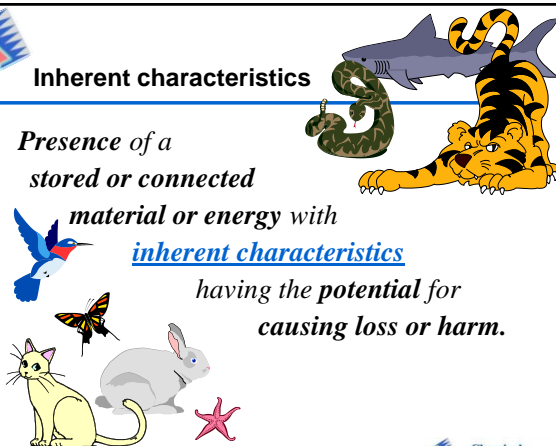 Inherent characteristics
Presence of a
stored or connected
material or energy with
inherent characteristics
having the potential for
causing loss or harm.